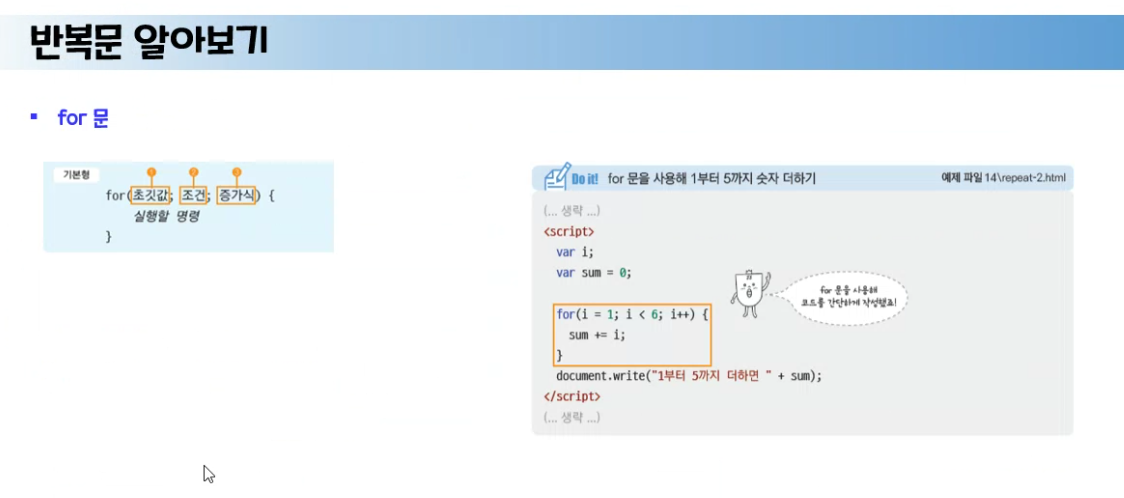 반복문 알아보기
▪ for 문
기본형
1 2 3
for(초깃값; 조건; 증가식) {
실행할 명령
}
Do it! for 문을 사용해 1부터 5까지 숫자 더하기
예제 파일 14\repeat-2.html
(... 생략 ...)
<script>
var i;
var sum = 0;
for(i = 1; i < 6; i++) {
sum += i;
}
document.write("1부터 5까지 더하면 " + sum);
</script>
(... 생략 ...)
for 문을 사용해
코드를 간단하게 작성했죠!